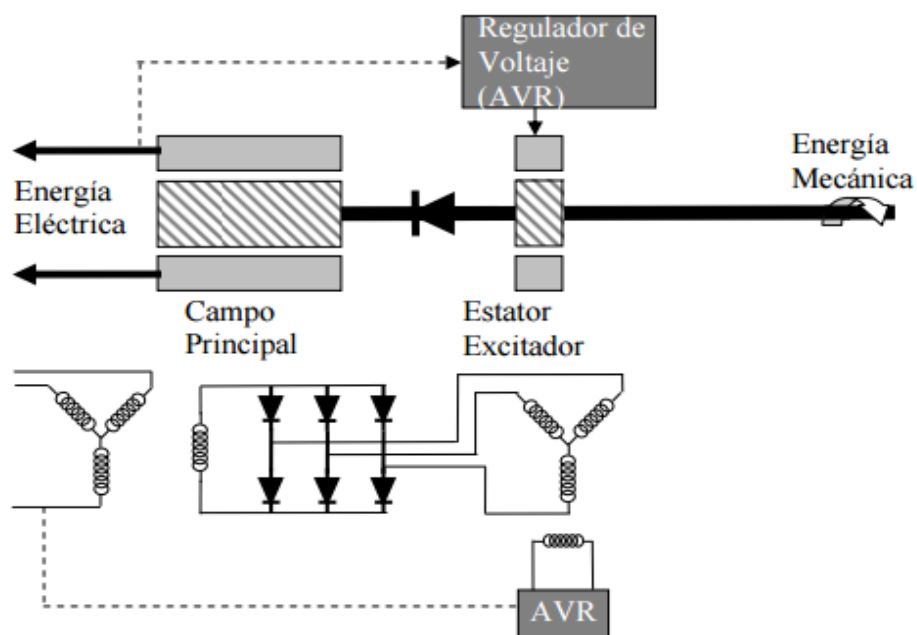 Regulador de
Voltaje
(AVR)
Energía
Mecánica
Energía
Eléctrica
Campo
Principal
Estator
Excitador
AVR